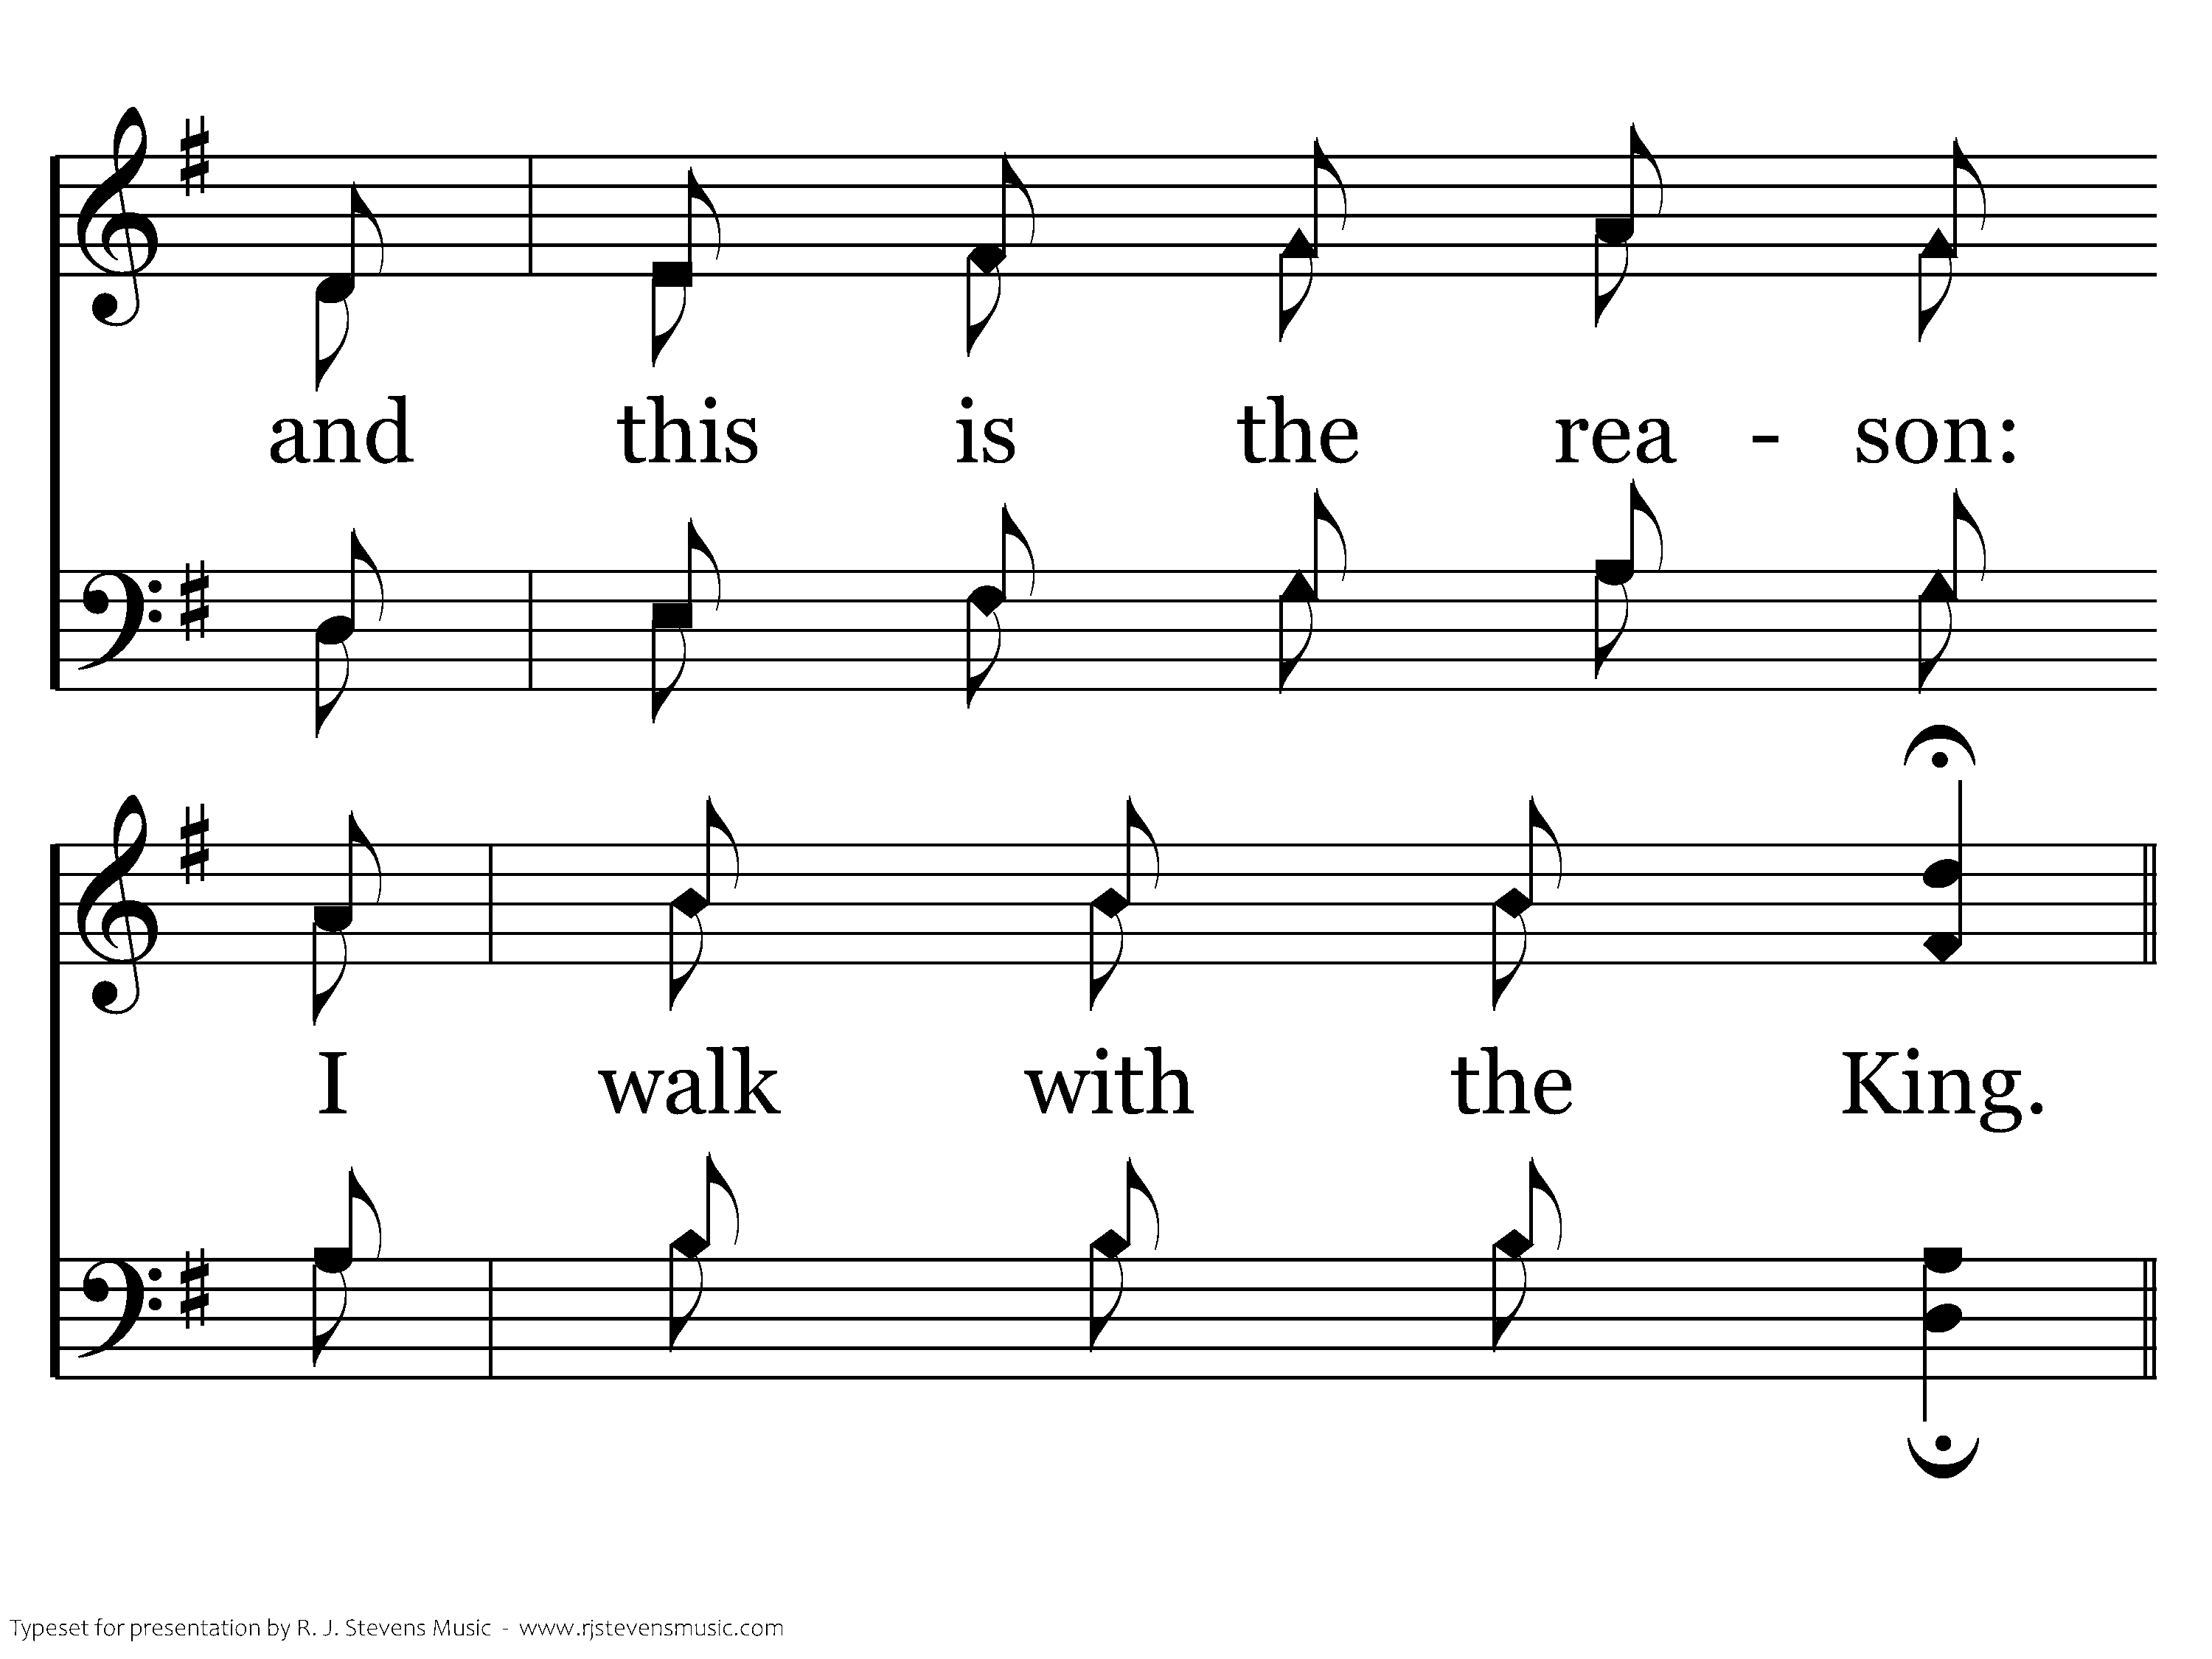 and this is the rea - son:
I walk with the King.
Typeset for presentation by R. J. Stevens Music - www.rjstevensmusic.com